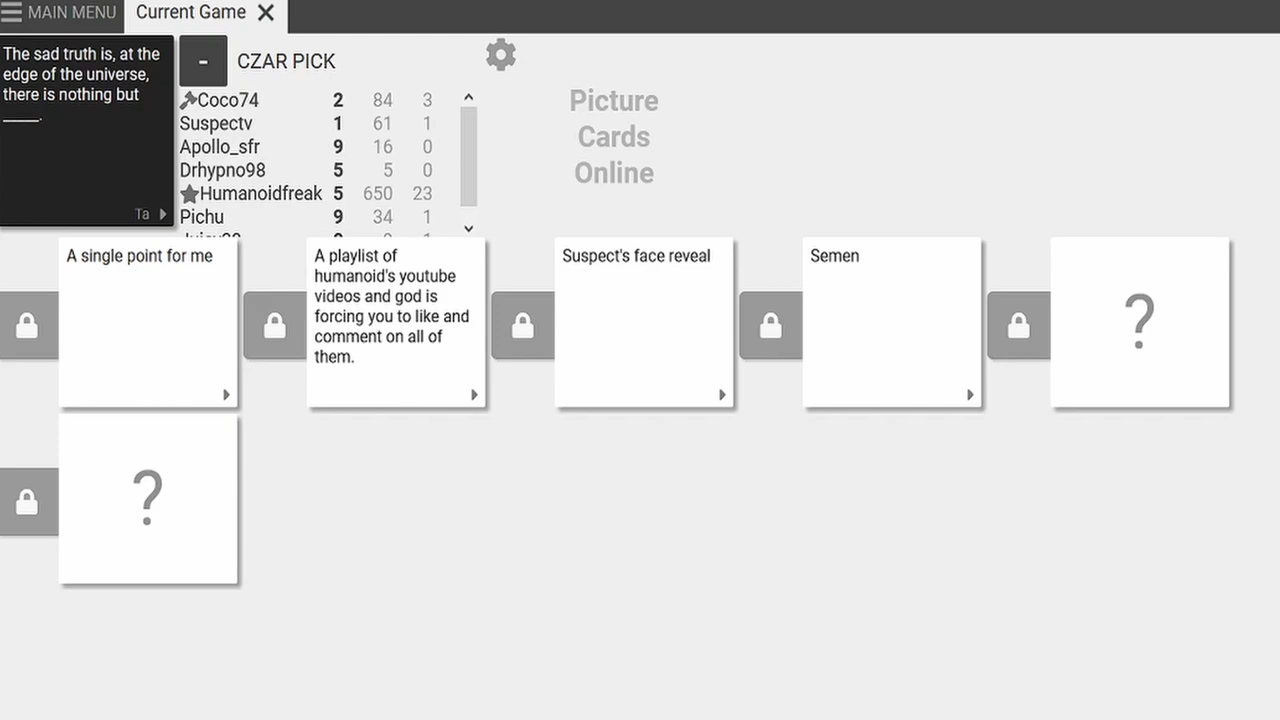 MAIN MENU
Current Game
The sad truth is, at the
edge of the universe,
there is nothing but
_____.
Ta
-
CZAR PICK
Coco74 2 84 3
Suspectv 1 61 1
Apollo_sfr 9 16 0
Drhypno98 5 5 0
Humanoidfreak 5 650 23
Pichu 9 34 1
Picture
Cards
Online
A single point for me
A playlist of
humanoid's youtube
videos and god is
forcing you to like and
comment on all of
them.
Suspect's face reveal
Semen
?
?